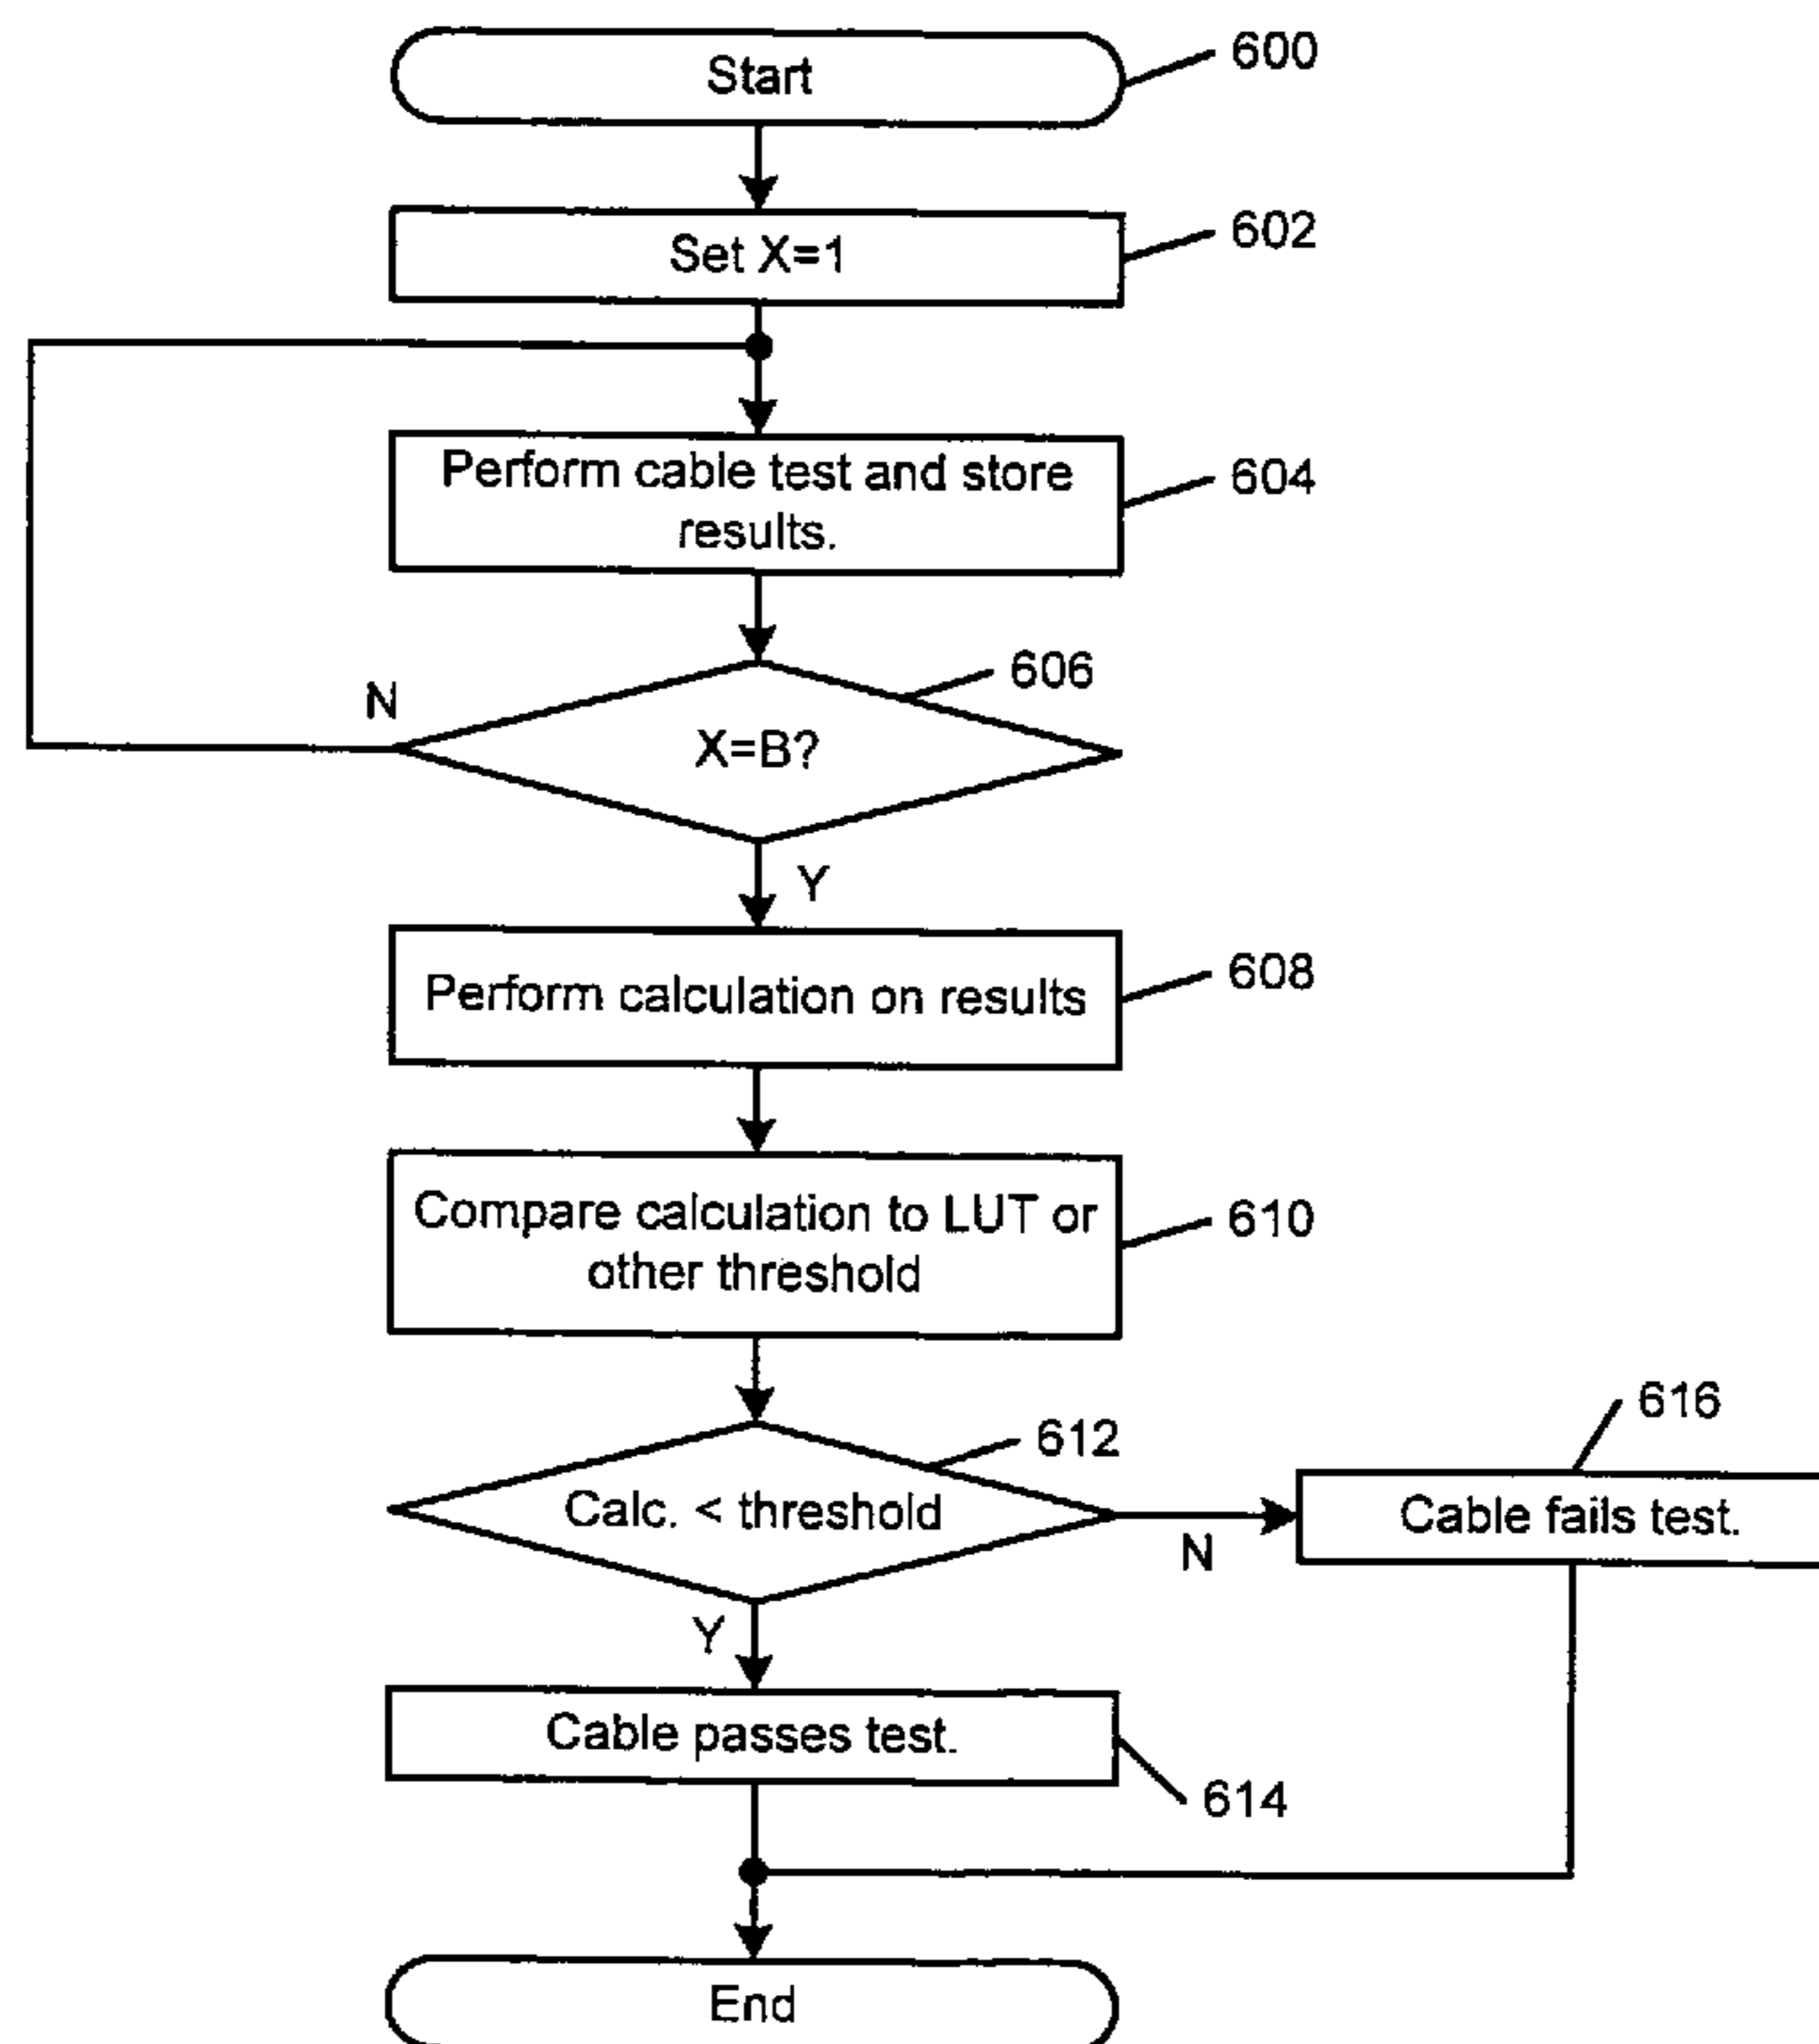 Start
600
Set X=1
602
Perform cable test and store
results.
604
606
N
X=B?
Y
Perform calculation on results
608
Compare calculation to LUT or
other threshold
610
612
616
Calc. < threshold
N
Cable fails test.
Y
Cable passes test.
614
End